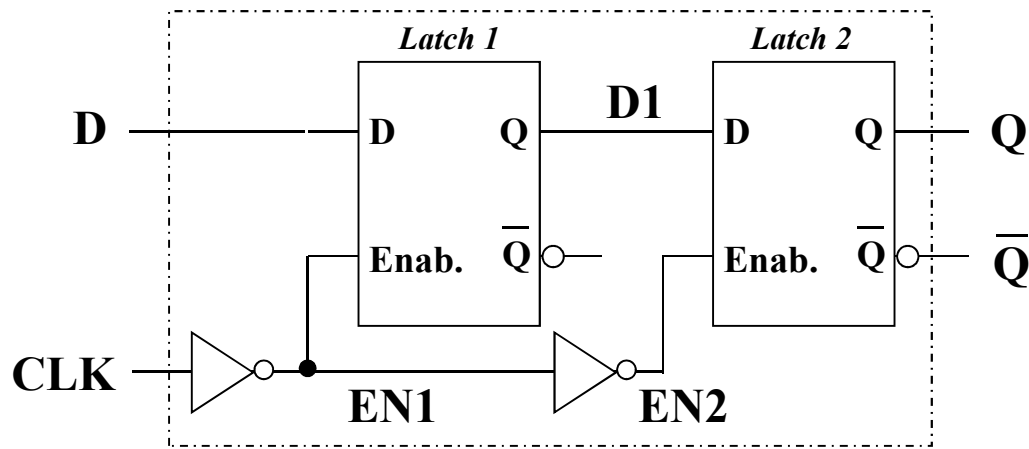 Latch 1 Latch 2
D D Q D1 D Q Q
Enab. Q̅ Enab. Q̅ Q̅
CLK EN1 EN2